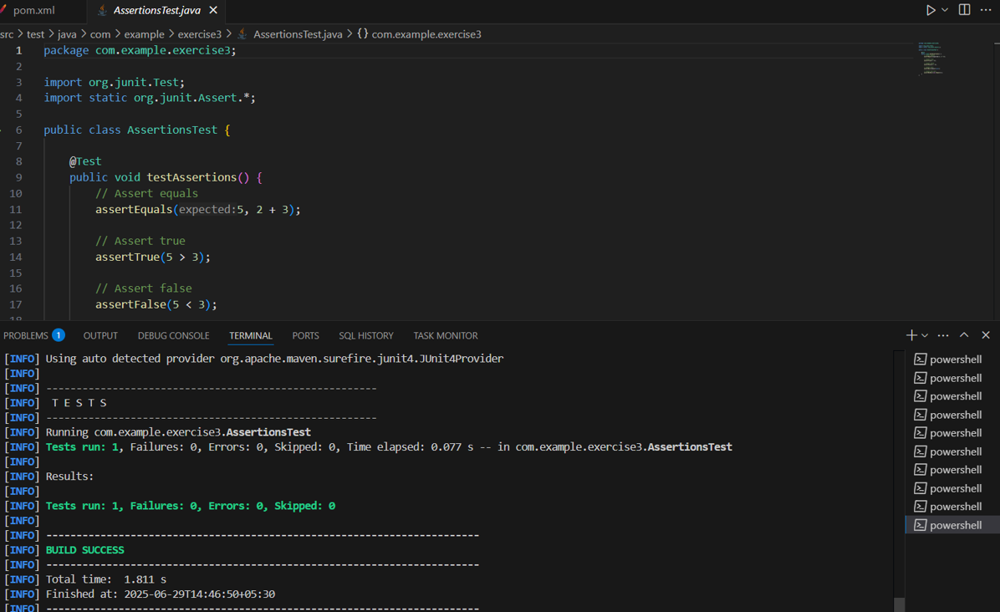 pom.xml
AssertionsTest.java
src > test > java > com > example > exercise3 > AssertionsTest.java > {} com.example.exercise3
1 package com.example.exercise3;
2
3 import org.junit.Test;
4 import static org.junit.Assert.*;
5
6 public class AssertionsTest {
7
8 @Test
9 public void testAssertions() {
10 // Assert equals
11 assertEquals(expected:5, 2 + 3);
12
13 // Assert true
14 assertTrue(5 > 3);
15
16 // Assert false
17 assertFalse(5 < 3);
18
PROBLEMS 1 OUTPUT DEBUG CONSOLE TERMINAL PORTS SQL HISTORY TASK MONITOR
[INFO] Using auto detected provider org.apache.maven.surefire.junit4.JUnit4Provider
[INFO]
[INFO] -------------------------------------------------------
[INFO]  T E S T S
[INFO] -------------------------------------------------------
[INFO] Running com.example.exercise3.AssertionsTest
[INFO] Tests run: 1, Failures: 0, Errors: 0, Skipped: 0, Time elapsed: 0.077 s -- in com.example.exercise3.AssertionsTest
[INFO]
[INFO] Results:
[INFO]
[INFO] Tests run: 1, Failures: 0, Errors: 0, Skipped: 0
[INFO]
[INFO] ------------------------------------------------------------------------
[INFO] BUILD SUCCESS
[INFO] ------------------------------------------------------------------------
[INFO] Total time:  1.811 s
[INFO] Finished at: 2025-06-29T14:46:50+05:30
[INFO] ------------------------------------------------------------------------
powershell
powershell
powershell
powershell
powershell
powershell
powershell
powershell
powershell
powershell